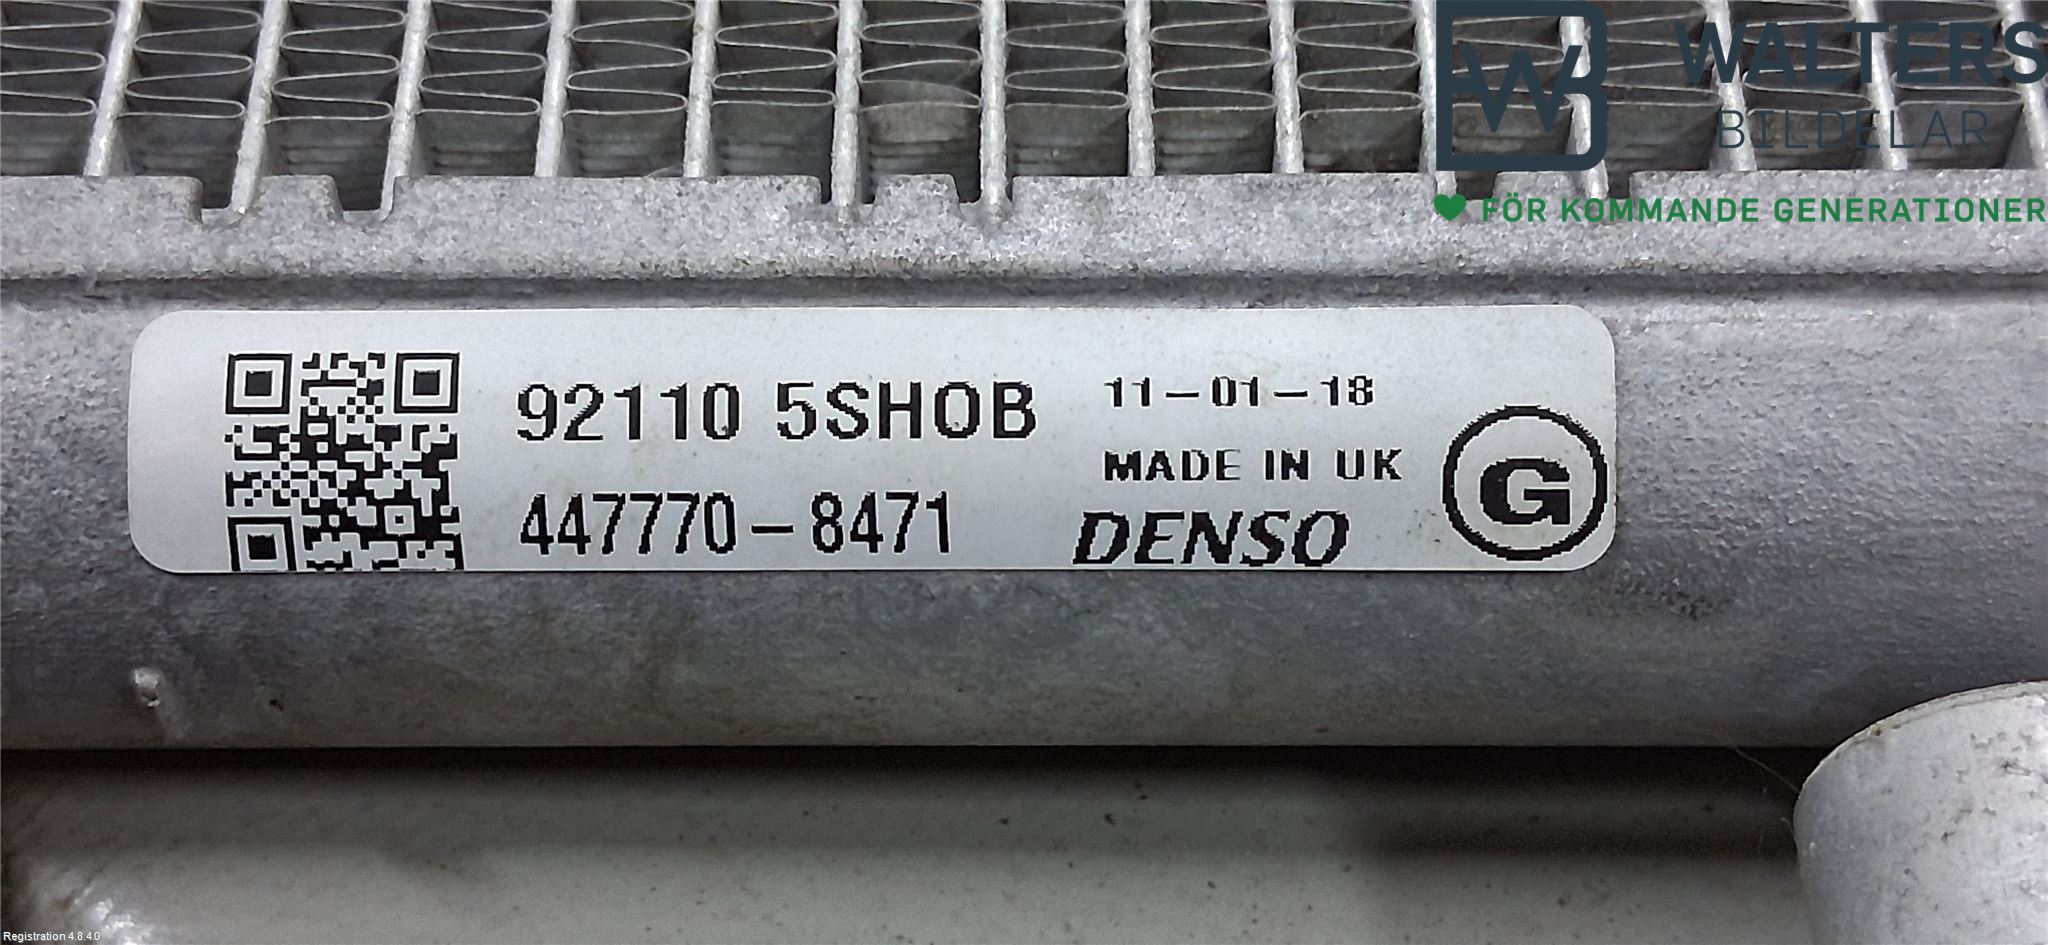 WALTERS
BILDELAR
FÖR KOMMANDE GENERATIONER
92110 5SH0B
11-01-18
MADE IN UK
447770-8471
DENSO
G
Registration 4.8.4.0